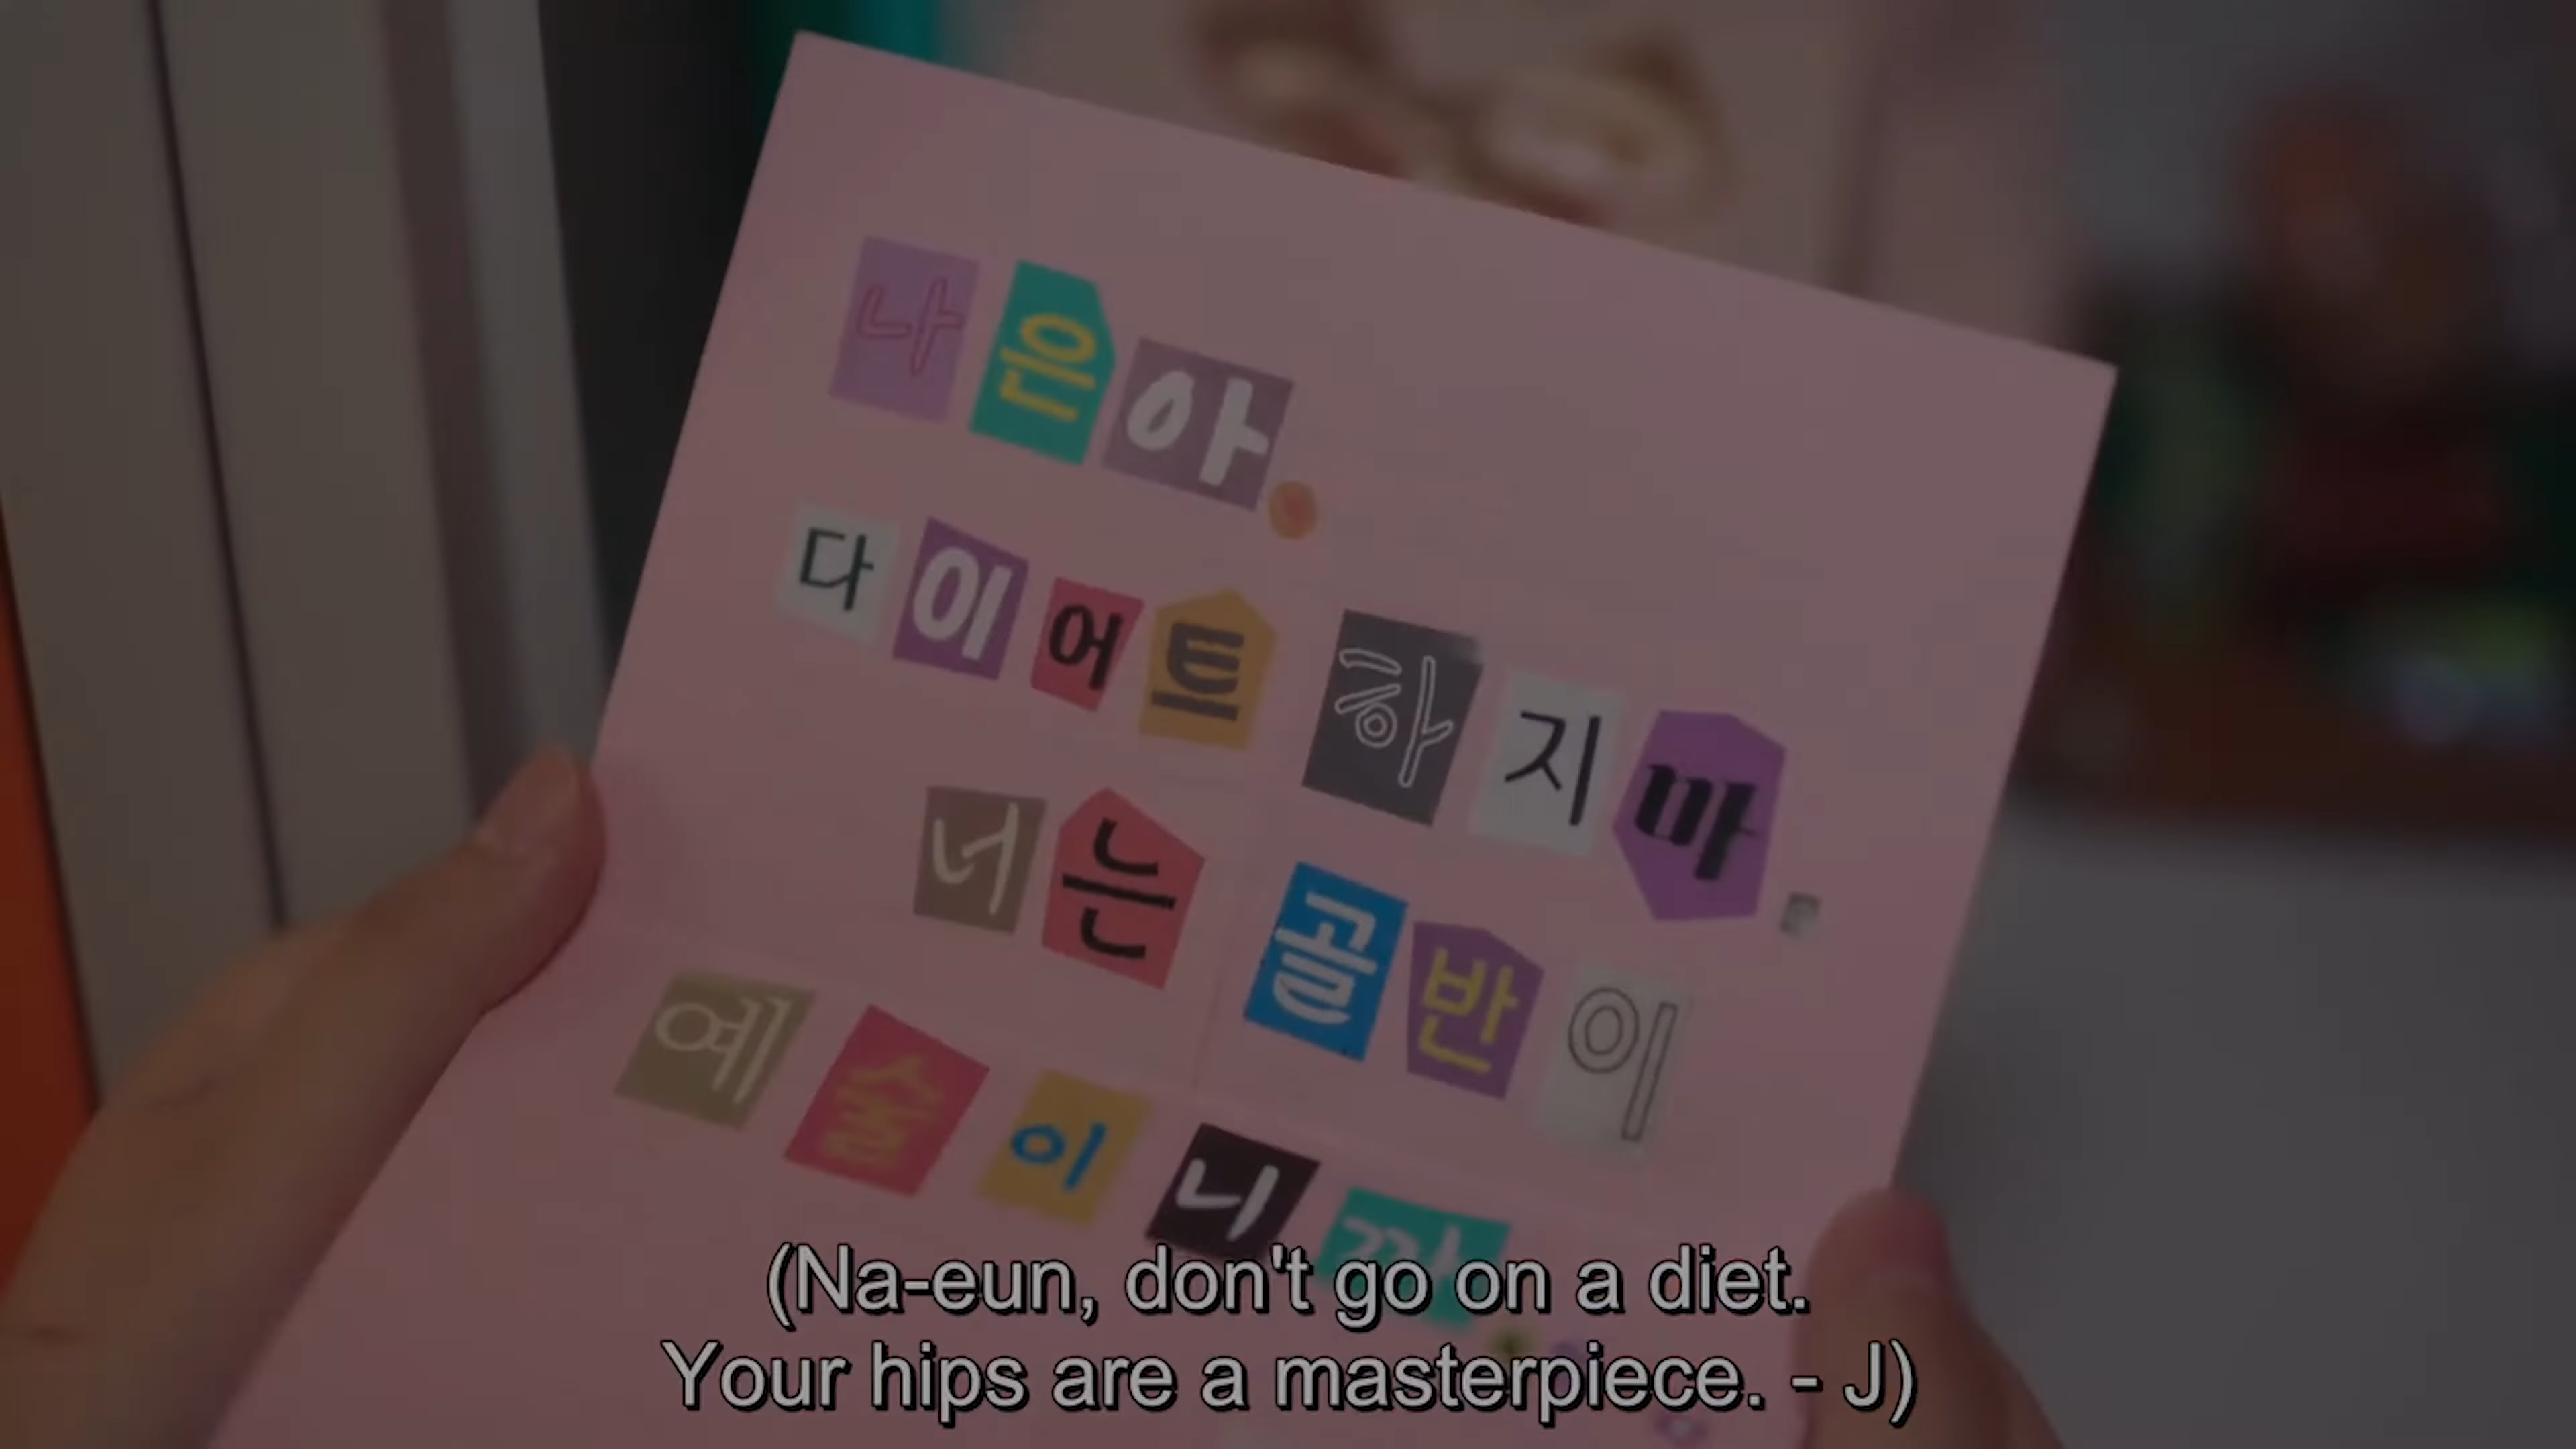 나은아.
다이어트 하지마.
너는 골반이
예술이니까
(Na-eun, don't go on a diet.
Your hips are a masterpiece. - J)